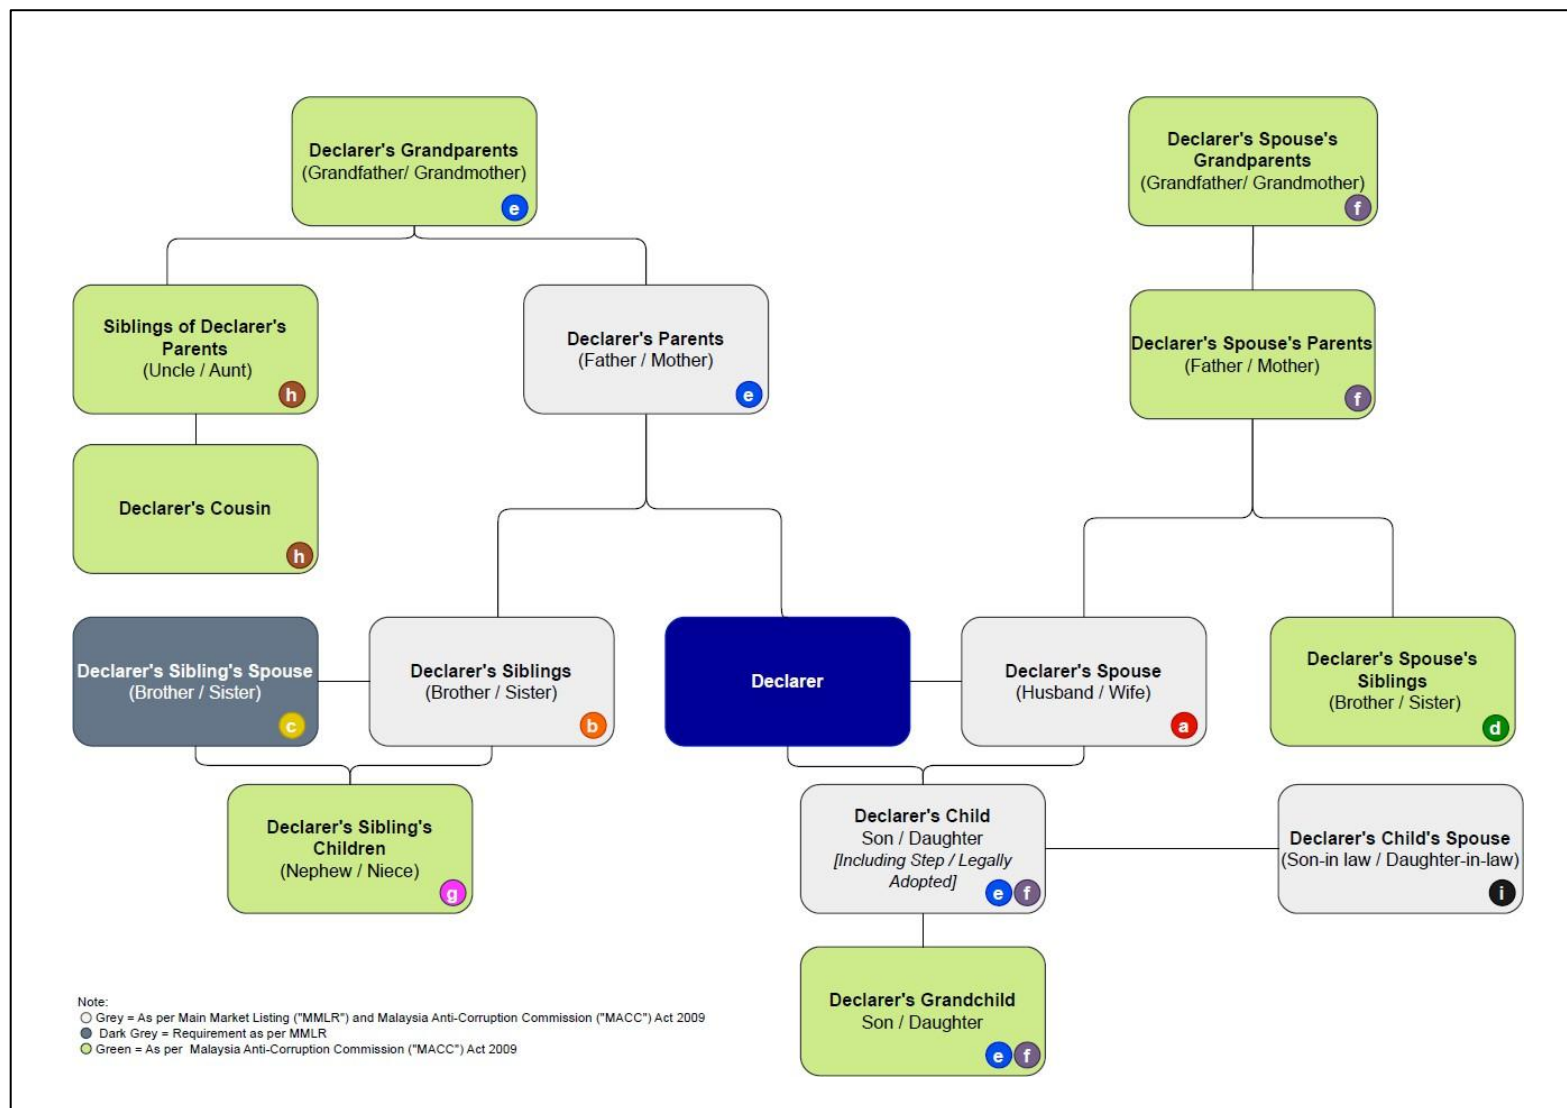 Declarer's Grandparents
(Grandfather/ Grandmother)
e
Declarer's Spouse's
Grandparents
(Grandfather/ Grandmother)
f
Siblings of Declarer's
Parents
(Uncle / Aunt)
h
Declarer's Parents
(Father / Mother)
e
Declarer's Spouse's Parents
(Father / Mother)
f
Declarer's Cousin
h
Declarer's Sibling's Spouse
(Brother / Sister)
c
Declarer's Siblings
(Brother / Sister)
b
Declarer
Declarer's Spouse
(Husband / Wife)
a
Declarer's Spouse's
Siblings
(Brother / Sister)
d
Declarer's Sibling's
Children
(Nephew / Niece)
g
Declarer's Child
Son / Daughter
[Including Step / Legally
Adopted]
e f
Declarer's Child's Spouse
(Son-in law / Daughter-in-law)
i
Declarer's Grandchild
Son / Daughter
e f
Note:
Grey = As per Main Market Listing ("MMLR") and Malaysia Anti-Corruption Commission ("MACC") Act 2009
Dark Grey = Requirement as per MMLR
Green = As per Malaysia Anti-Corruption Commission ("MACC") Act 2009